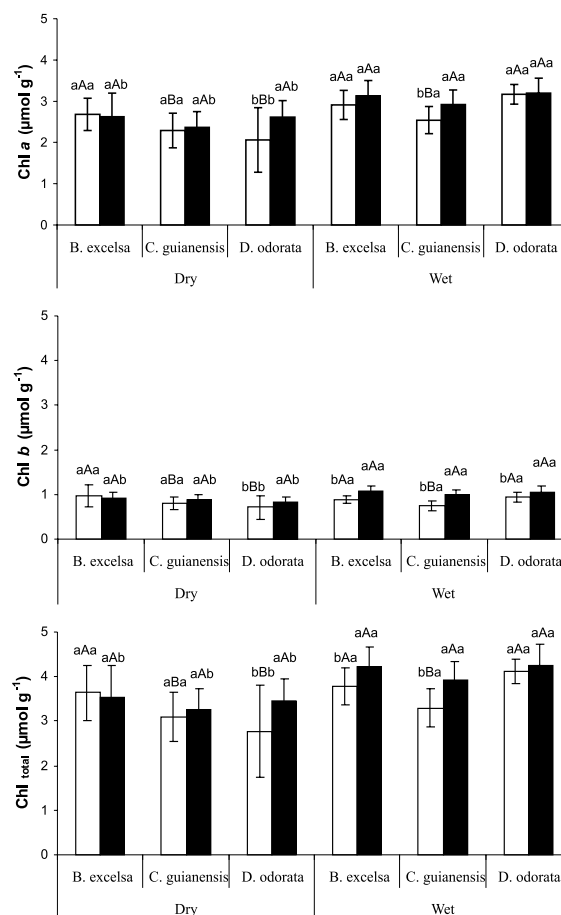 5
aAa aAa
aAa aAb
aAb
aAa aAa
aAa
4
aBa aAb
bBb
bBa
3
Chl a (µmol g-1)
2
1
0
B. excelsa C. guianensis D. odorata B. excelsa C. guianensis D. odorata
Dry Wet
5
4
3
Chl b (µmol g-1)
2
aAa aAb aBa aAb bBb aAb bAa aAa bBa aAa bAa aAa
1
0
B. excelsa C. guianensis D. odorata B. excelsa C. guianensis D. odorata
Dry Wet
5
aAa aAb aBa aAb bBb aAb bAa aAa bBa aAa aAa aAa
4
3
Chl total (µmol g-1)
2
1
0
B. excelsa C. guianensis D. odorata B. excelsa C. guianensis D. odorata
Dry Wet